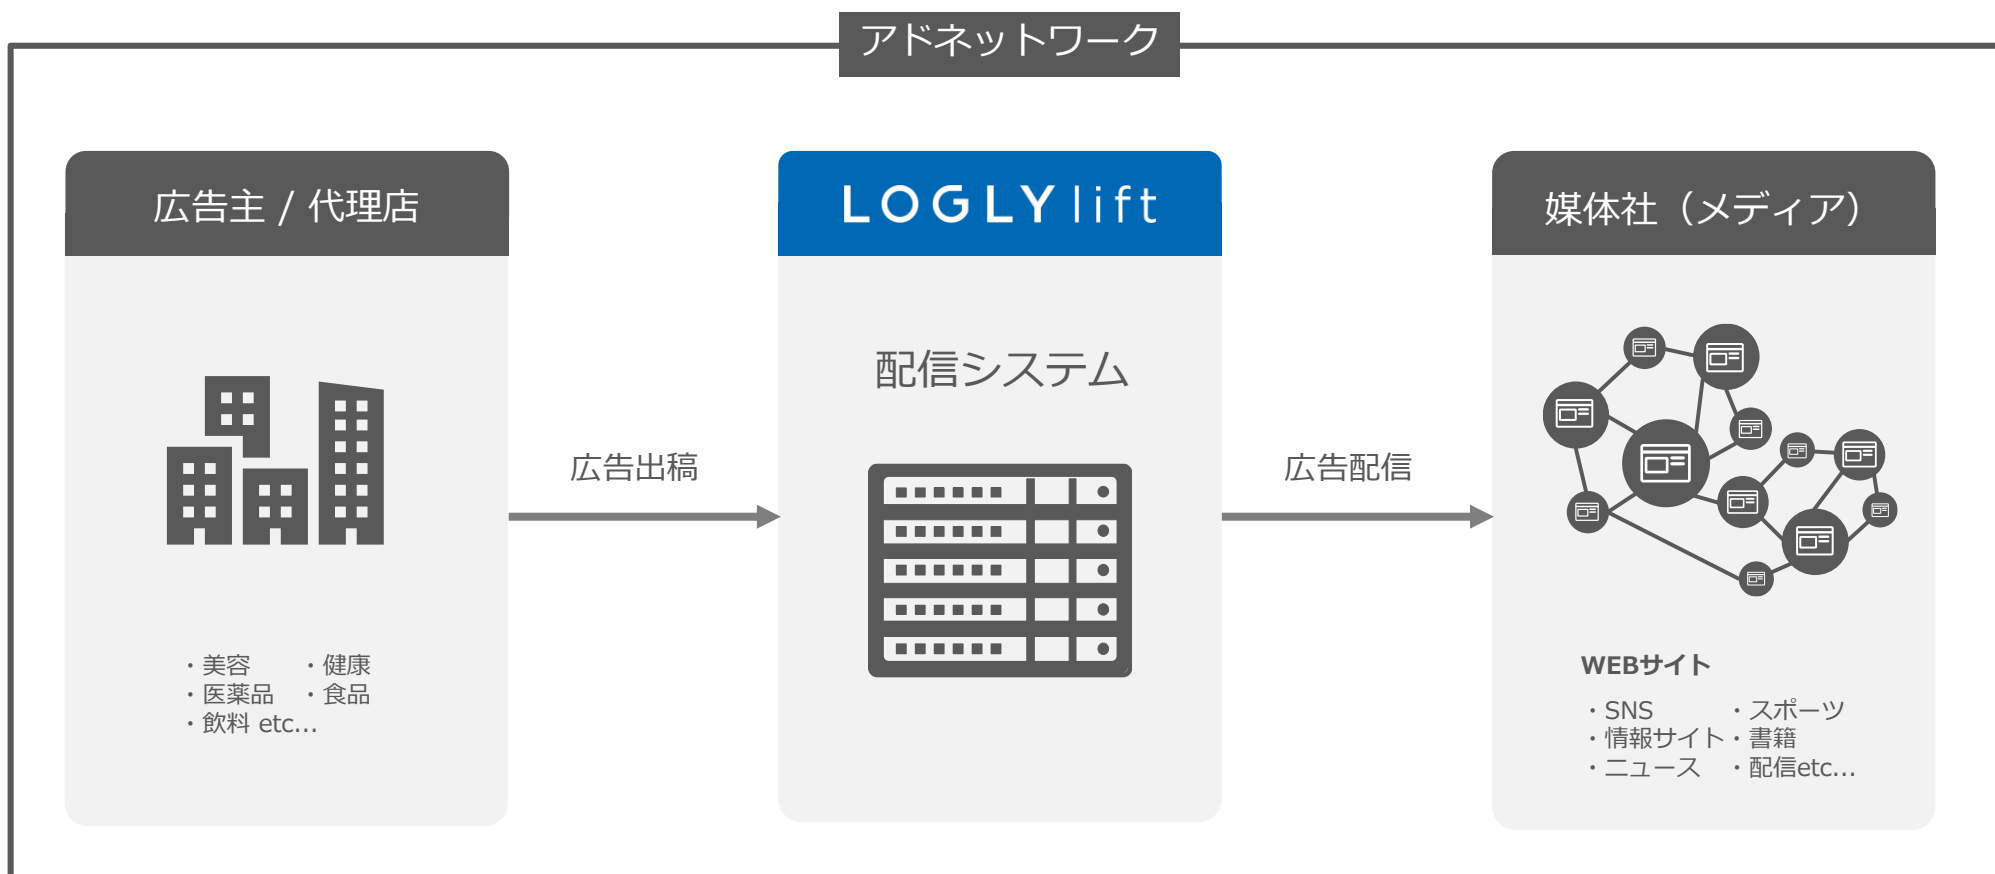 アドネットワーク
広告主 / 代理店
・美容　・健康
・医薬品　・食品
・飲料 etc...
広告出稿
LOGLY lift
配信システム
広告配信
媒体社（メディア）
WEBサイト
・SNS　・スポーツ
・情報サイト・書籍
・ニュース　・配信etc...